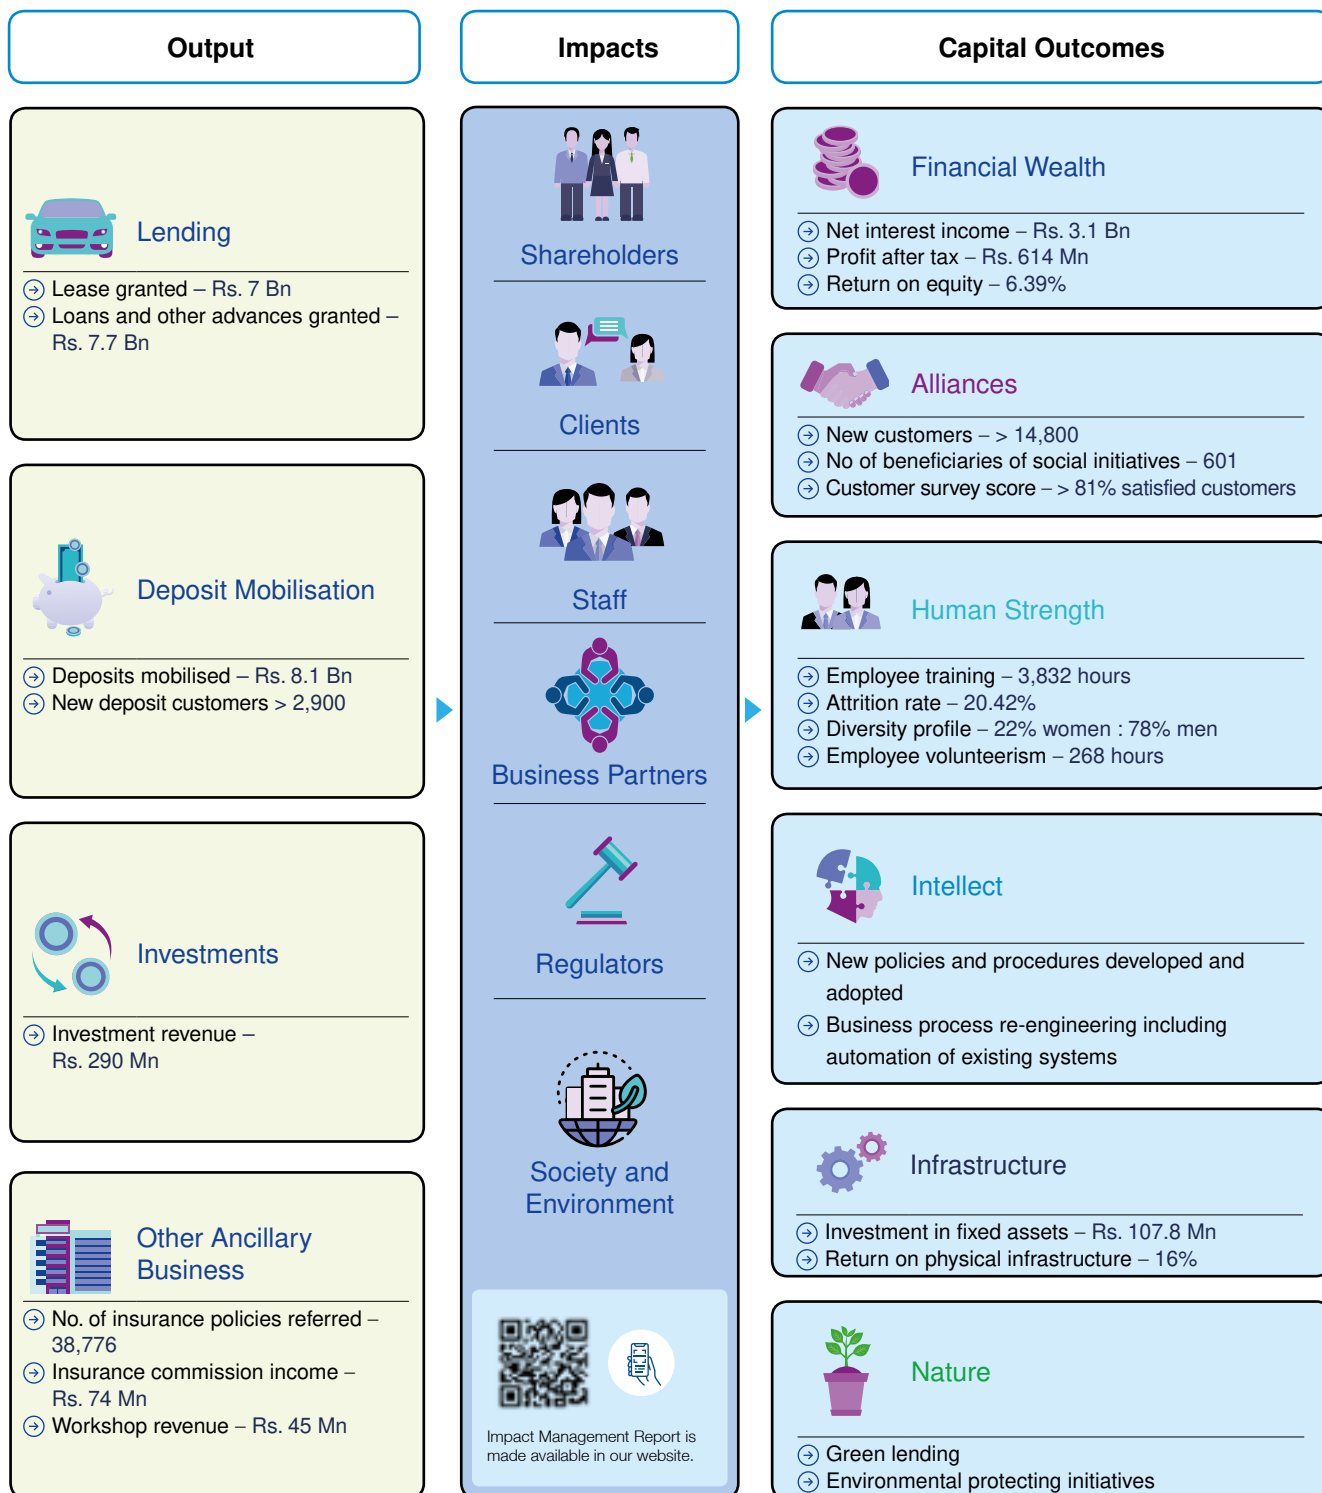 Output
Lending
Lease granted – Rs. 7 Bn
Loans and other advances granted –
Rs. 7.7 Bn
Deposit Mobilisation
Deposits mobilised – Rs. 8.1 Bn
New deposit customers > 2,900
Investments
Investment revenue –
Rs. 290 Mn
Other Ancillary
Business
No. of insurance policies referred –
38,776
Insurance commission income –
Rs. 74 Mn
Workshop revenue – Rs. 45 Mn
Impacts
Shareholders
Clients
Staff
Business Partners
Regulators
Society and
Environment
Impact Management Report is
made available in our website.
Capital Outcomes
Financial Wealth
Net interest income – Rs. 3.1 Bn
Profit after tax – Rs. 614 Mn
Return on equity – 6.39%
Alliances
New customers – > 14,800
No of beneficiaries of social initiatives – 601
Customer survey score – > 81% satisfied customers
Human Strength
Employee training – 3,832 hours
Attrition rate – 20.42%
Diversity profile – 22% women : 78% men
Employee volunteerism – 268 hours
Intellect
New policies and procedures developed and
adopted
Business process re-engineering including
automation of existing systems
Infrastructure
Investment in fixed assets – Rs. 107.8 Mn
Return on physical infrastructure – 16%
Nature
Green lending
Environmental protecting initiatives